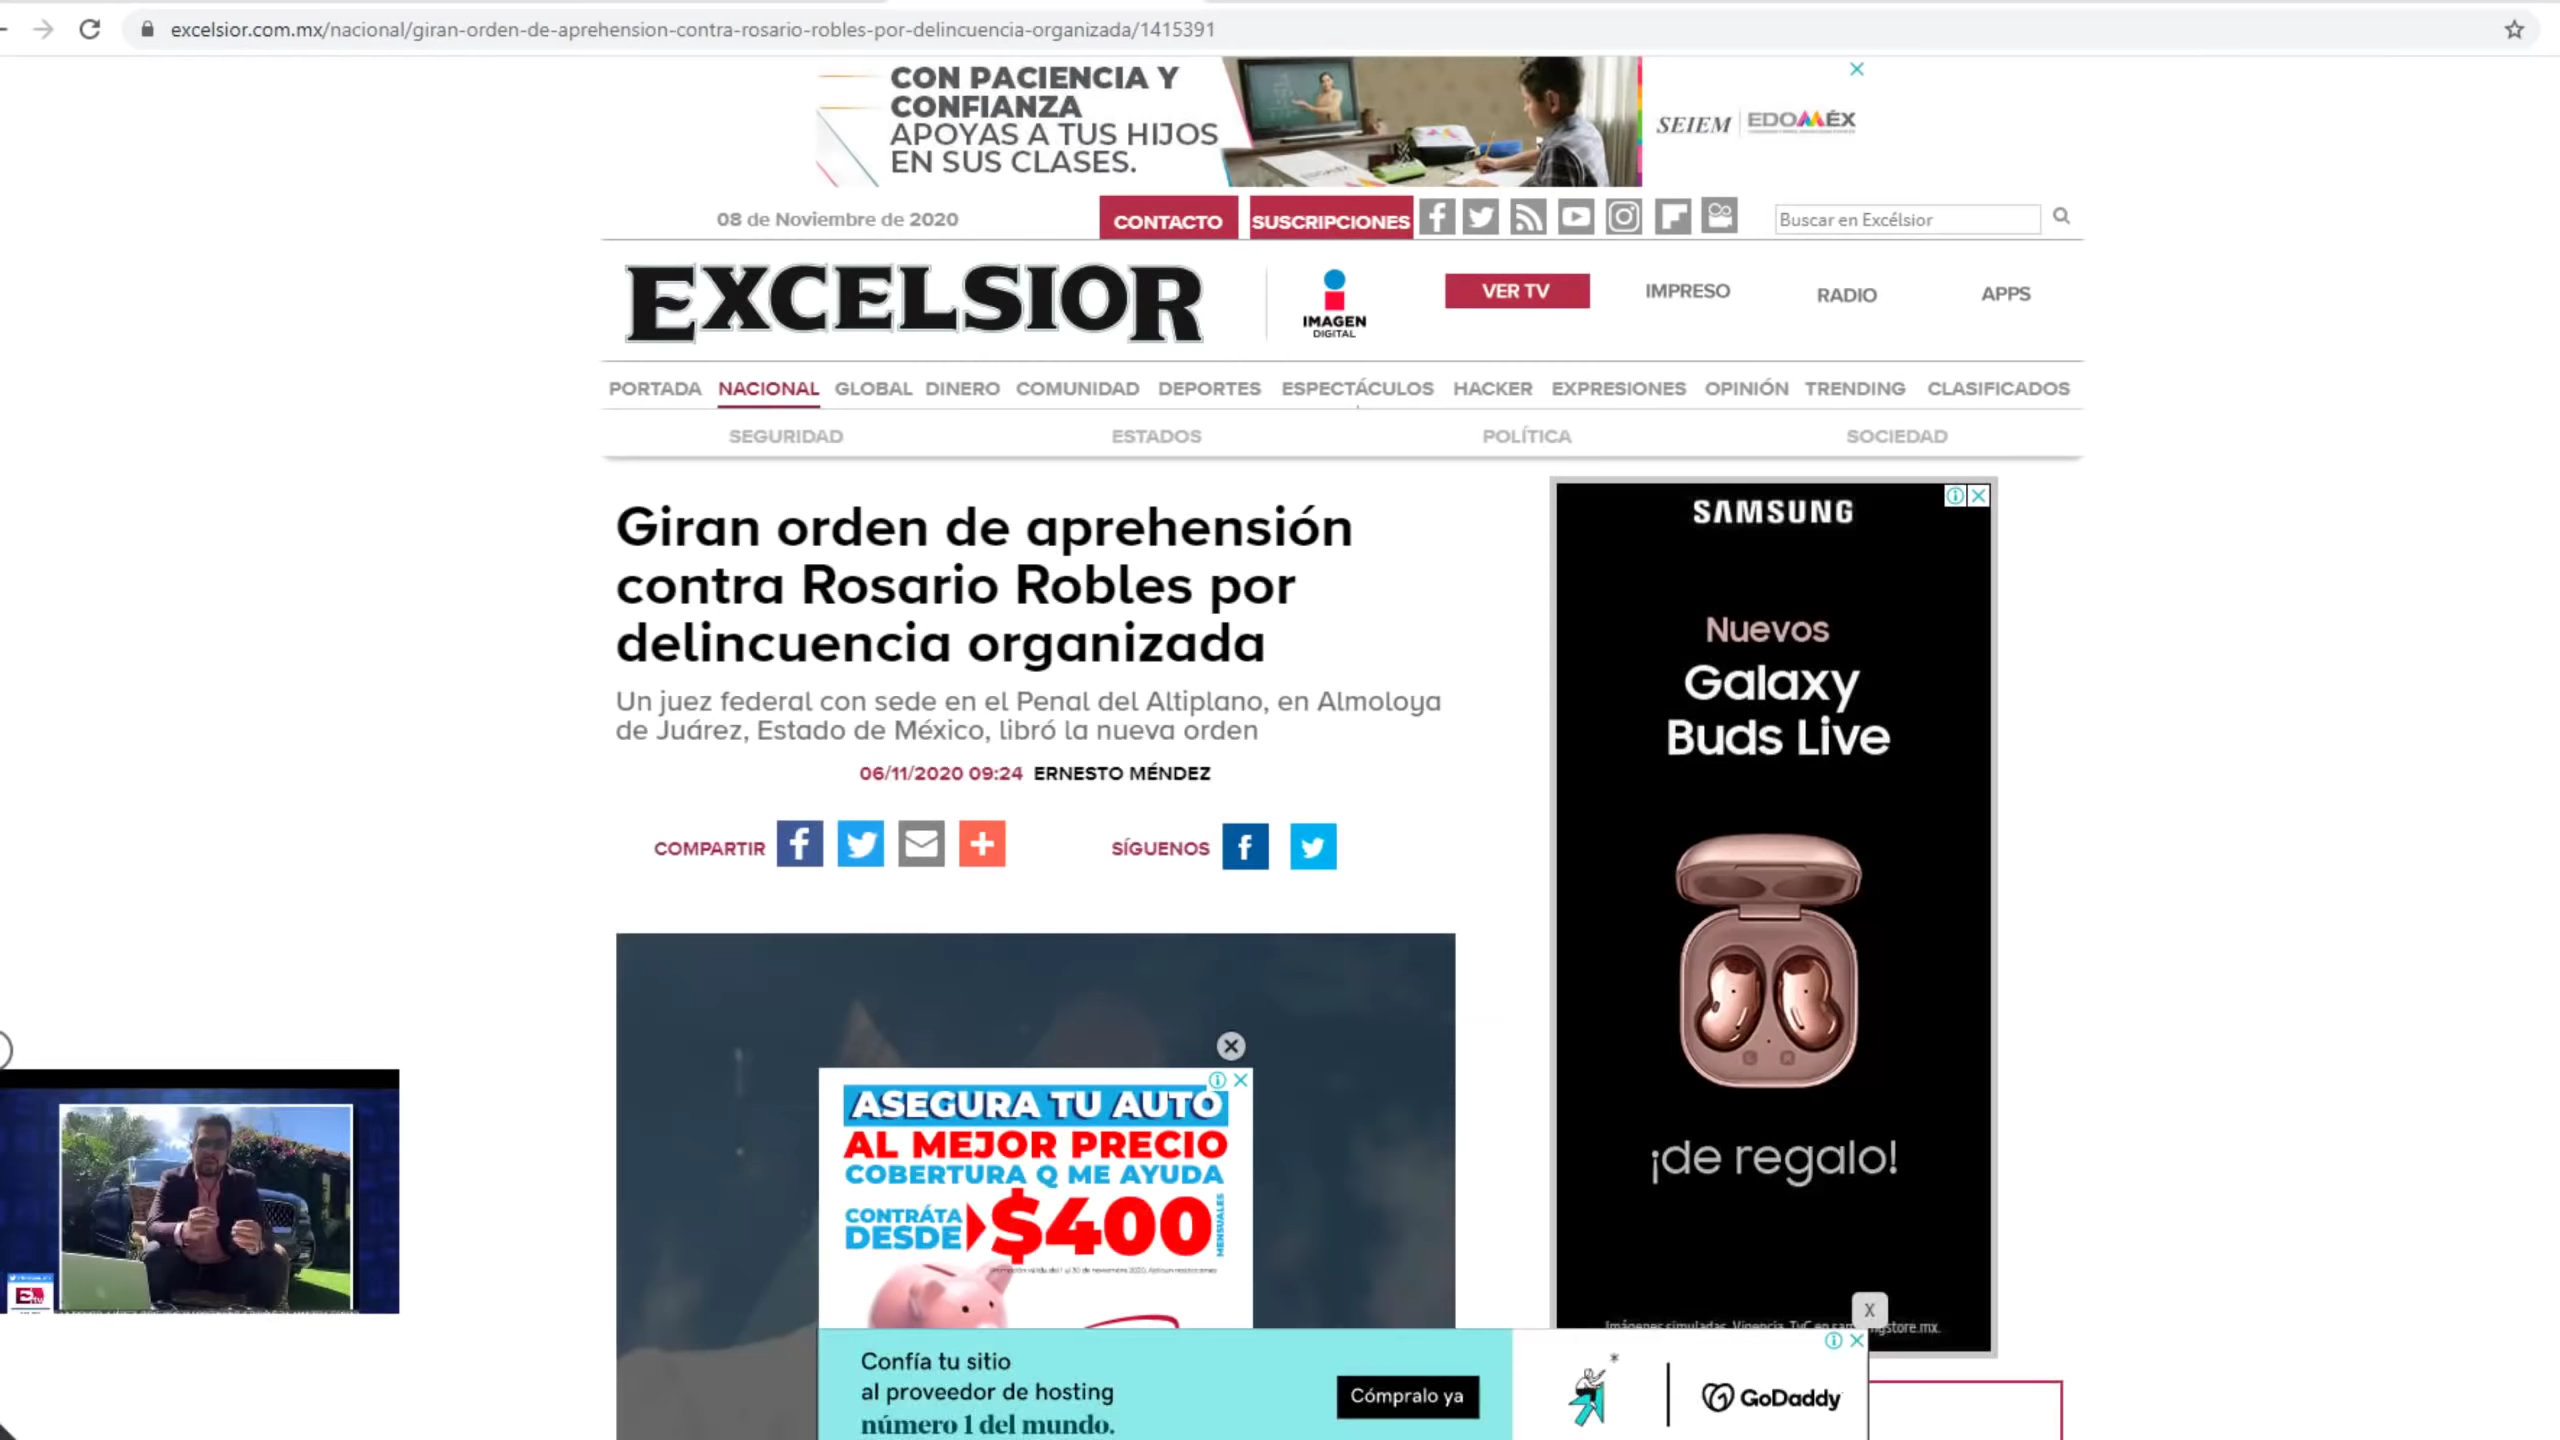 excelsior.com.mx/nacional/giran-orden-de-aprehension-contra-rosario-robles-por-delincuencia-organizada/1415391
CON PACIENCIA Y
CONFIANZA
APOYAS A TUS HIJOS
EN SUS CLASES.
SEIEM EDOMÉX
08 de Noviembre de 2020
CONTACTO
SUSCRIPCIONES
Buscar en Excélsior
EXCELSIOR
IMAGEN
DIGITAL
VER TV
IMPRESO
RADIO
APPS
PORTADA NACIONAL GLOBAL DINERO COMUNIDAD DEPORTES ESPECTÁCULOS HACKER EXPRESIONES OPINIÓN TRENDING CLASIFICADOS
SEGURIDAD ESTADOS POLÍTICA SOCIEDAD
Giran orden de aprehensión
contra Rosario Robles por
delincuencia organizada
Un juez federal con sede en el Penal del Altiplano, en Almoloya
de Juárez, Estado de México, libró la nueva orden
06/11/2020 09:24 ERNESTO MÉNDEZ
COMPARTIR
SÍGUENOS
SAMSUNG
Nuevos
Galaxy
Buds Live
¡de regalo!
Imágenes simuladas. Vigencia, TyC en
ASEGURA TU AUTO
AL MEJOR PRECIO
COBERTURA Q ME AYUDA
CONTRÁTA
DESDE
$400
MENSUALES
X
Confía tu sitio
al proveedor de hosting
número 1 del mundo.
Cómpralo ya
GoDaddy